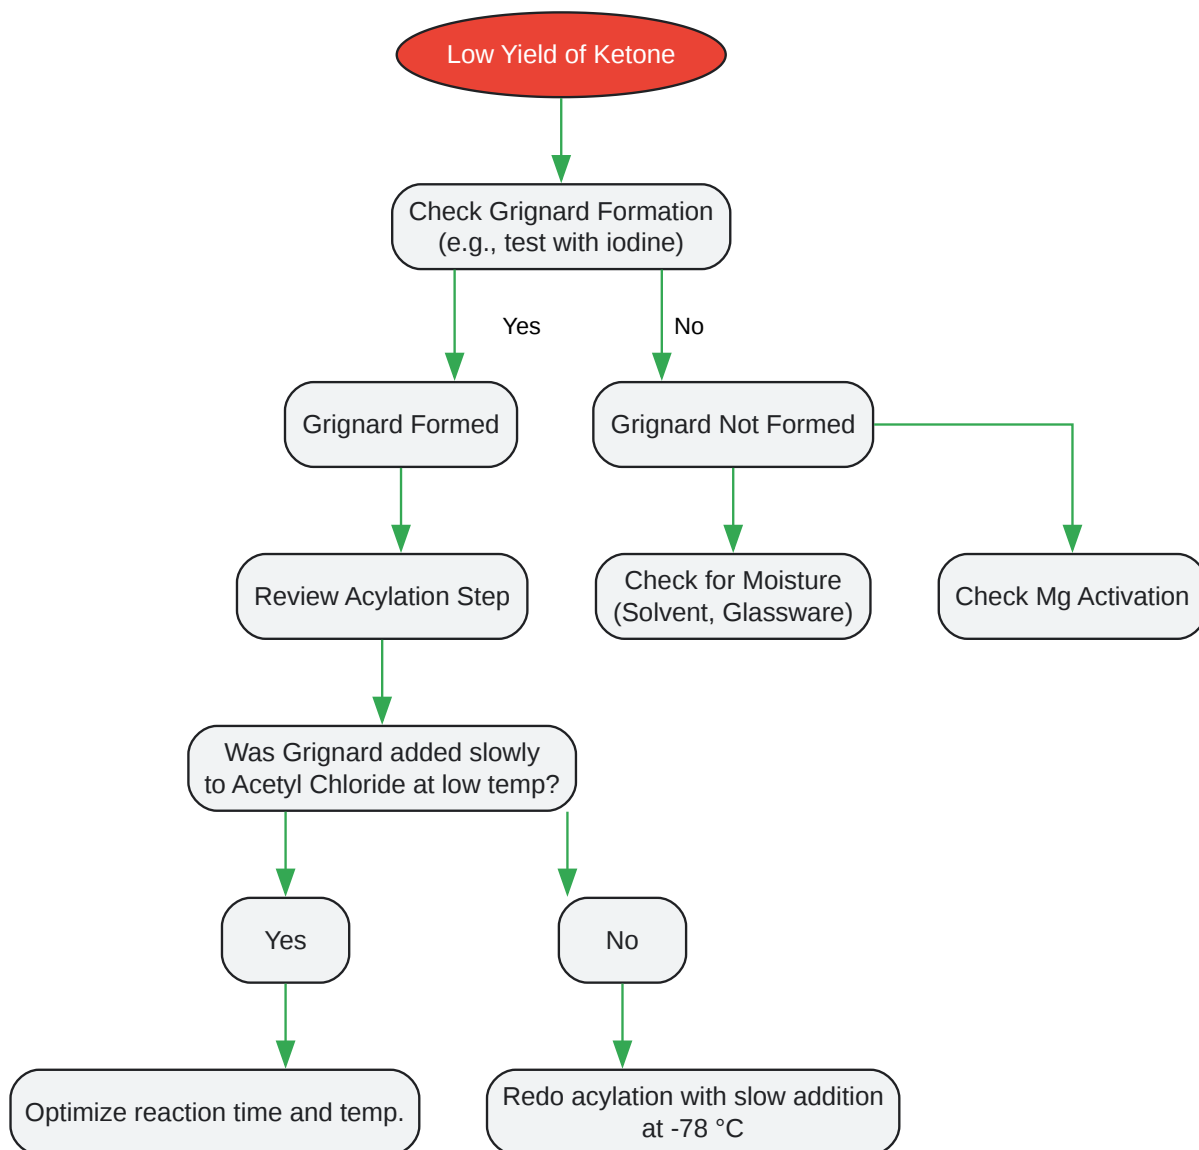 Low Yield of Ketone
Check Grignard Formation
(e.g., test with iodine)
Yes
No
Grignard Formed
Grignard Not Formed
Review Acylation Step
Check for Moisture
(Solvent, Glassware)
Check Mg Activation
Was Grignard added slowly
to Acetyl Chloride at low temp?
Yes
No
Optimize reaction time and temp.
Redo acylation with slow addition
at -78 °C